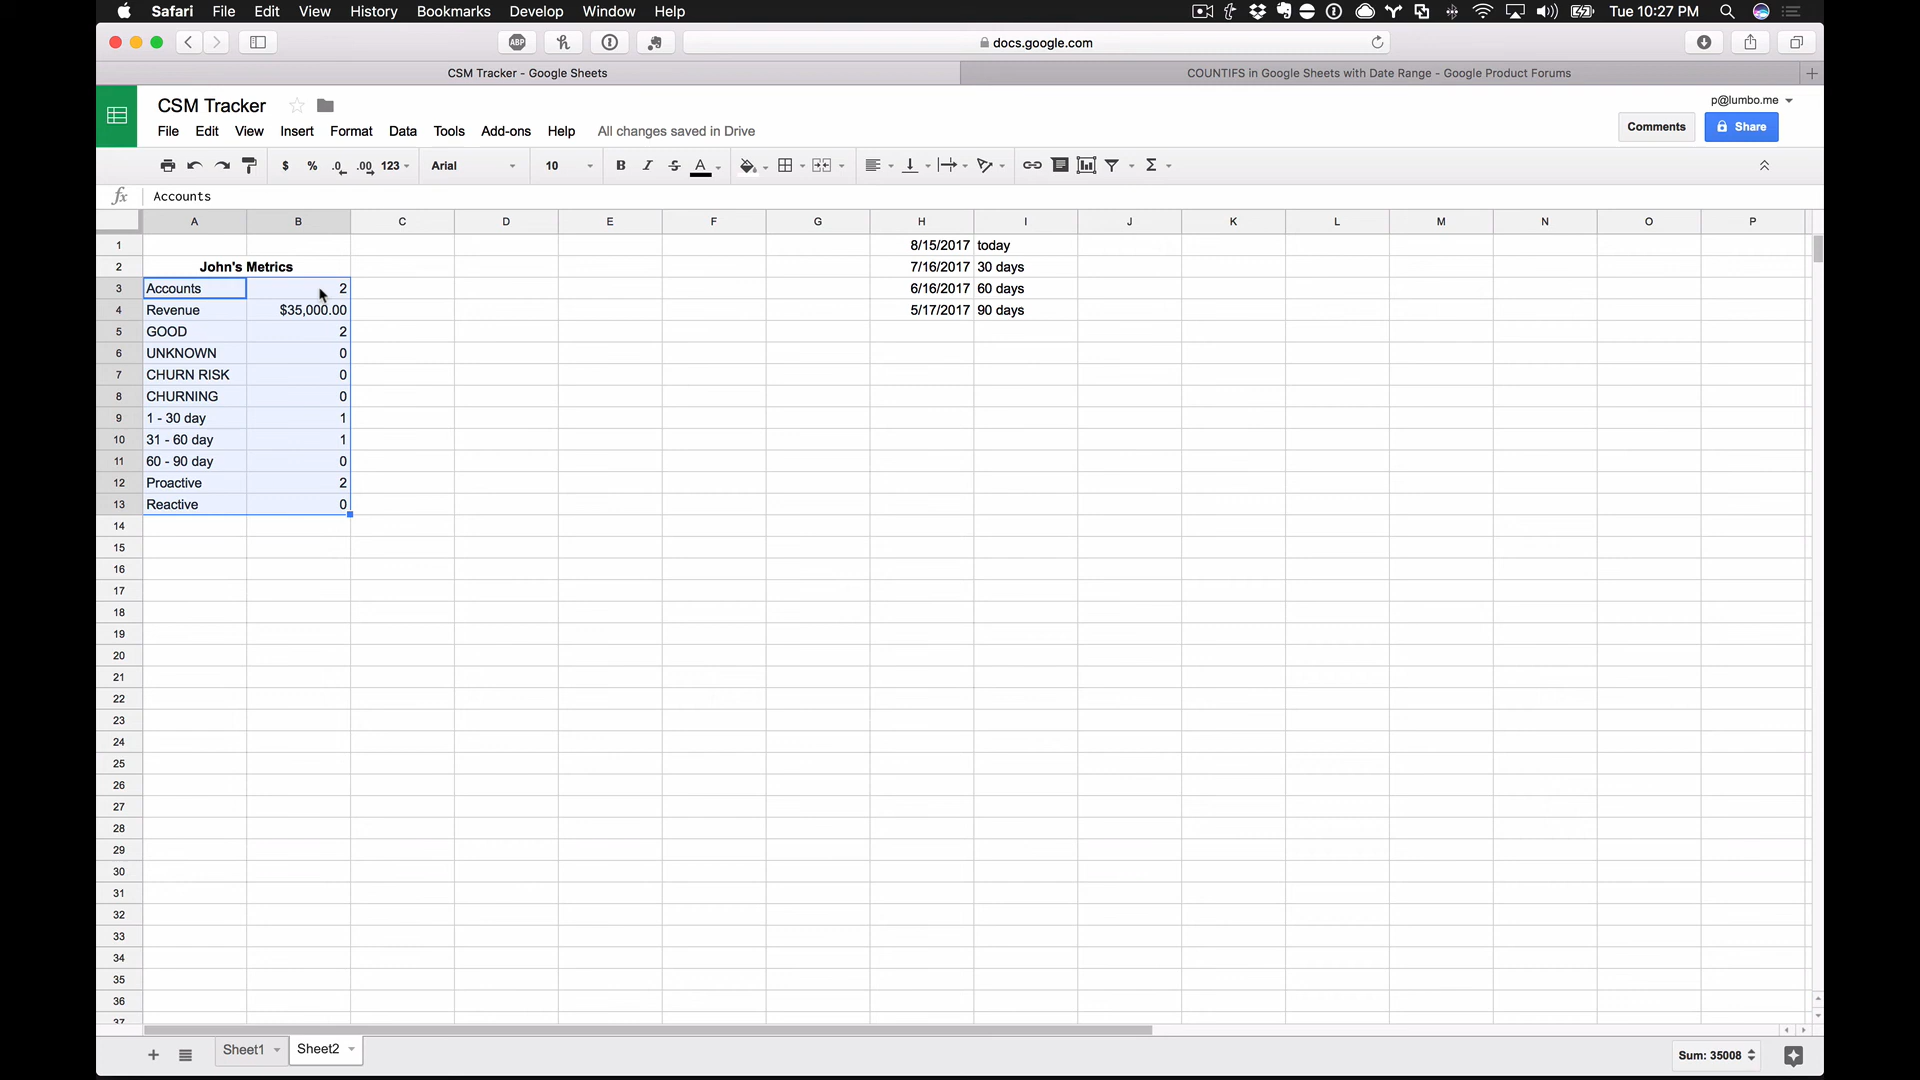 Safari File Edit View History Bookmarks Develop Window Help Tue 10:27 PM
ABP docs.google.com
CSM Tracker - Google Sheets COUNTIFS in Google Sheets with Date Range - Google Product Forums
CSM Tracker p@lumbo.me
File Edit View Insert Format Data Tools Add-ons Help All changes saved in Drive Comments Share
$ % .0 .00 123 Arial 10 B I S A Σ
fx Accounts
A B C D E F G H I J K L M N O P
1 8/15/2017 today
2 John's Metrics 7/16/2017 30 days
3 Accounts 2 6/16/2017 60 days
4 Revenue $35,000.00 5/17/2017 90 days
5 GOOD 2
6 UNKNOWN 0
7 CHURN RISK 0
8 CHURNING 0
9 1 - 30 day 1
10 31 - 60 day 1
11 60 - 90 day 0
12 Proactive 2
13 Reactive 0
14
15
16
17
18
19
20
21
22
23
24
25
26
27
28
29
30
31
32
33
34
35
36
37
Sheet1 Sheet2 Sum: 35008